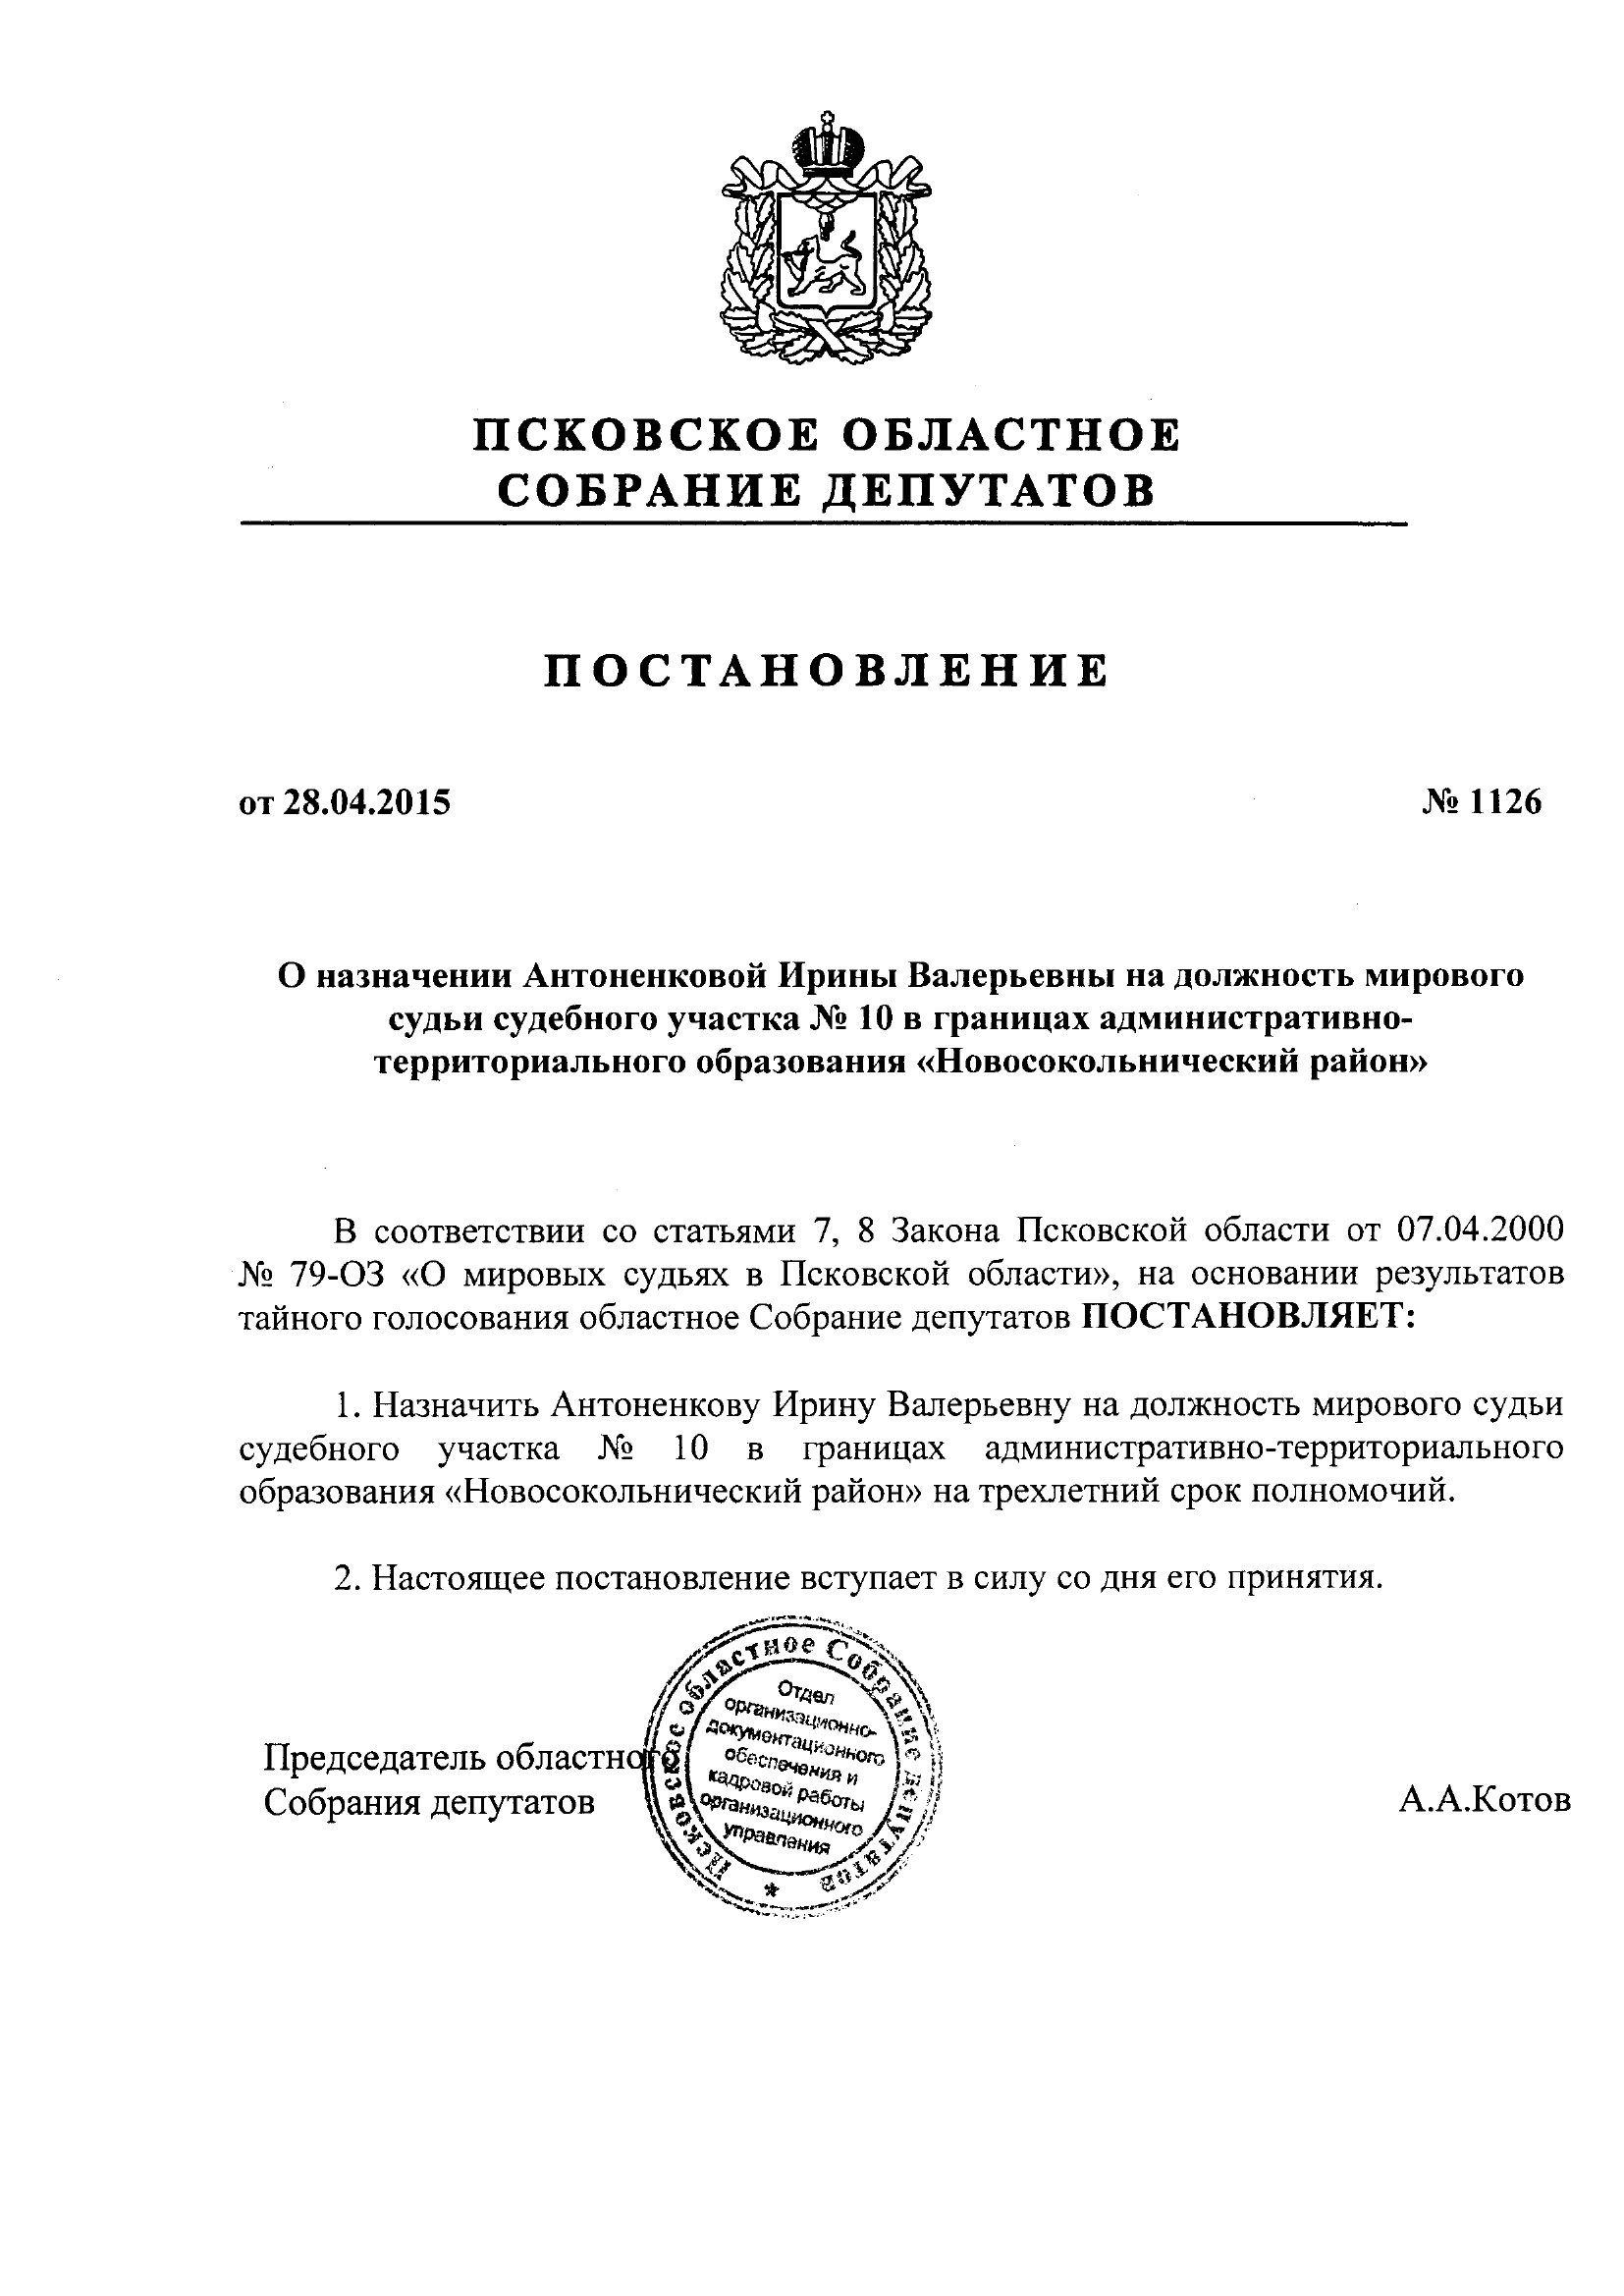 ПСКОВСКОЕ ОБЛАСТНОЕ
СОБРАНИЕ ДЕПУТАТОВ
ПОСТАНОВЛЕНИЕ
от 28.04.2015 № 1126
О назначении Антоненковой Ирины Валерьевны на должность мирового
судьи судебного участка № 10 в границах административно-
территориального образования «Новосокольнический район»
В соответствии со статьями 7, 8 Закона Псковской области от 07.04.2000
№ 79-ОЗ «О мировых судьях в Псковской области», на основании результатов
тайного голосования областное Собрание депутатов ПОСТАНОВЛЯЕТ:
1. Назначить Антоненкову Ирину Валерьевну на должность мирового судьи
судебного участка № 10 в границах административно-территориального
образования «Новосокольнический район» на трехлетний срок полномочий.
2. Настоящее постановление вступает в силу со дня его принятия.
Председатель областного
Собрания депутатов А.А.Котов
Псковское областное Собрание депутатов
Отдел
организационно-
документационного
обеспечения и
кадровой работы
организационного
управления